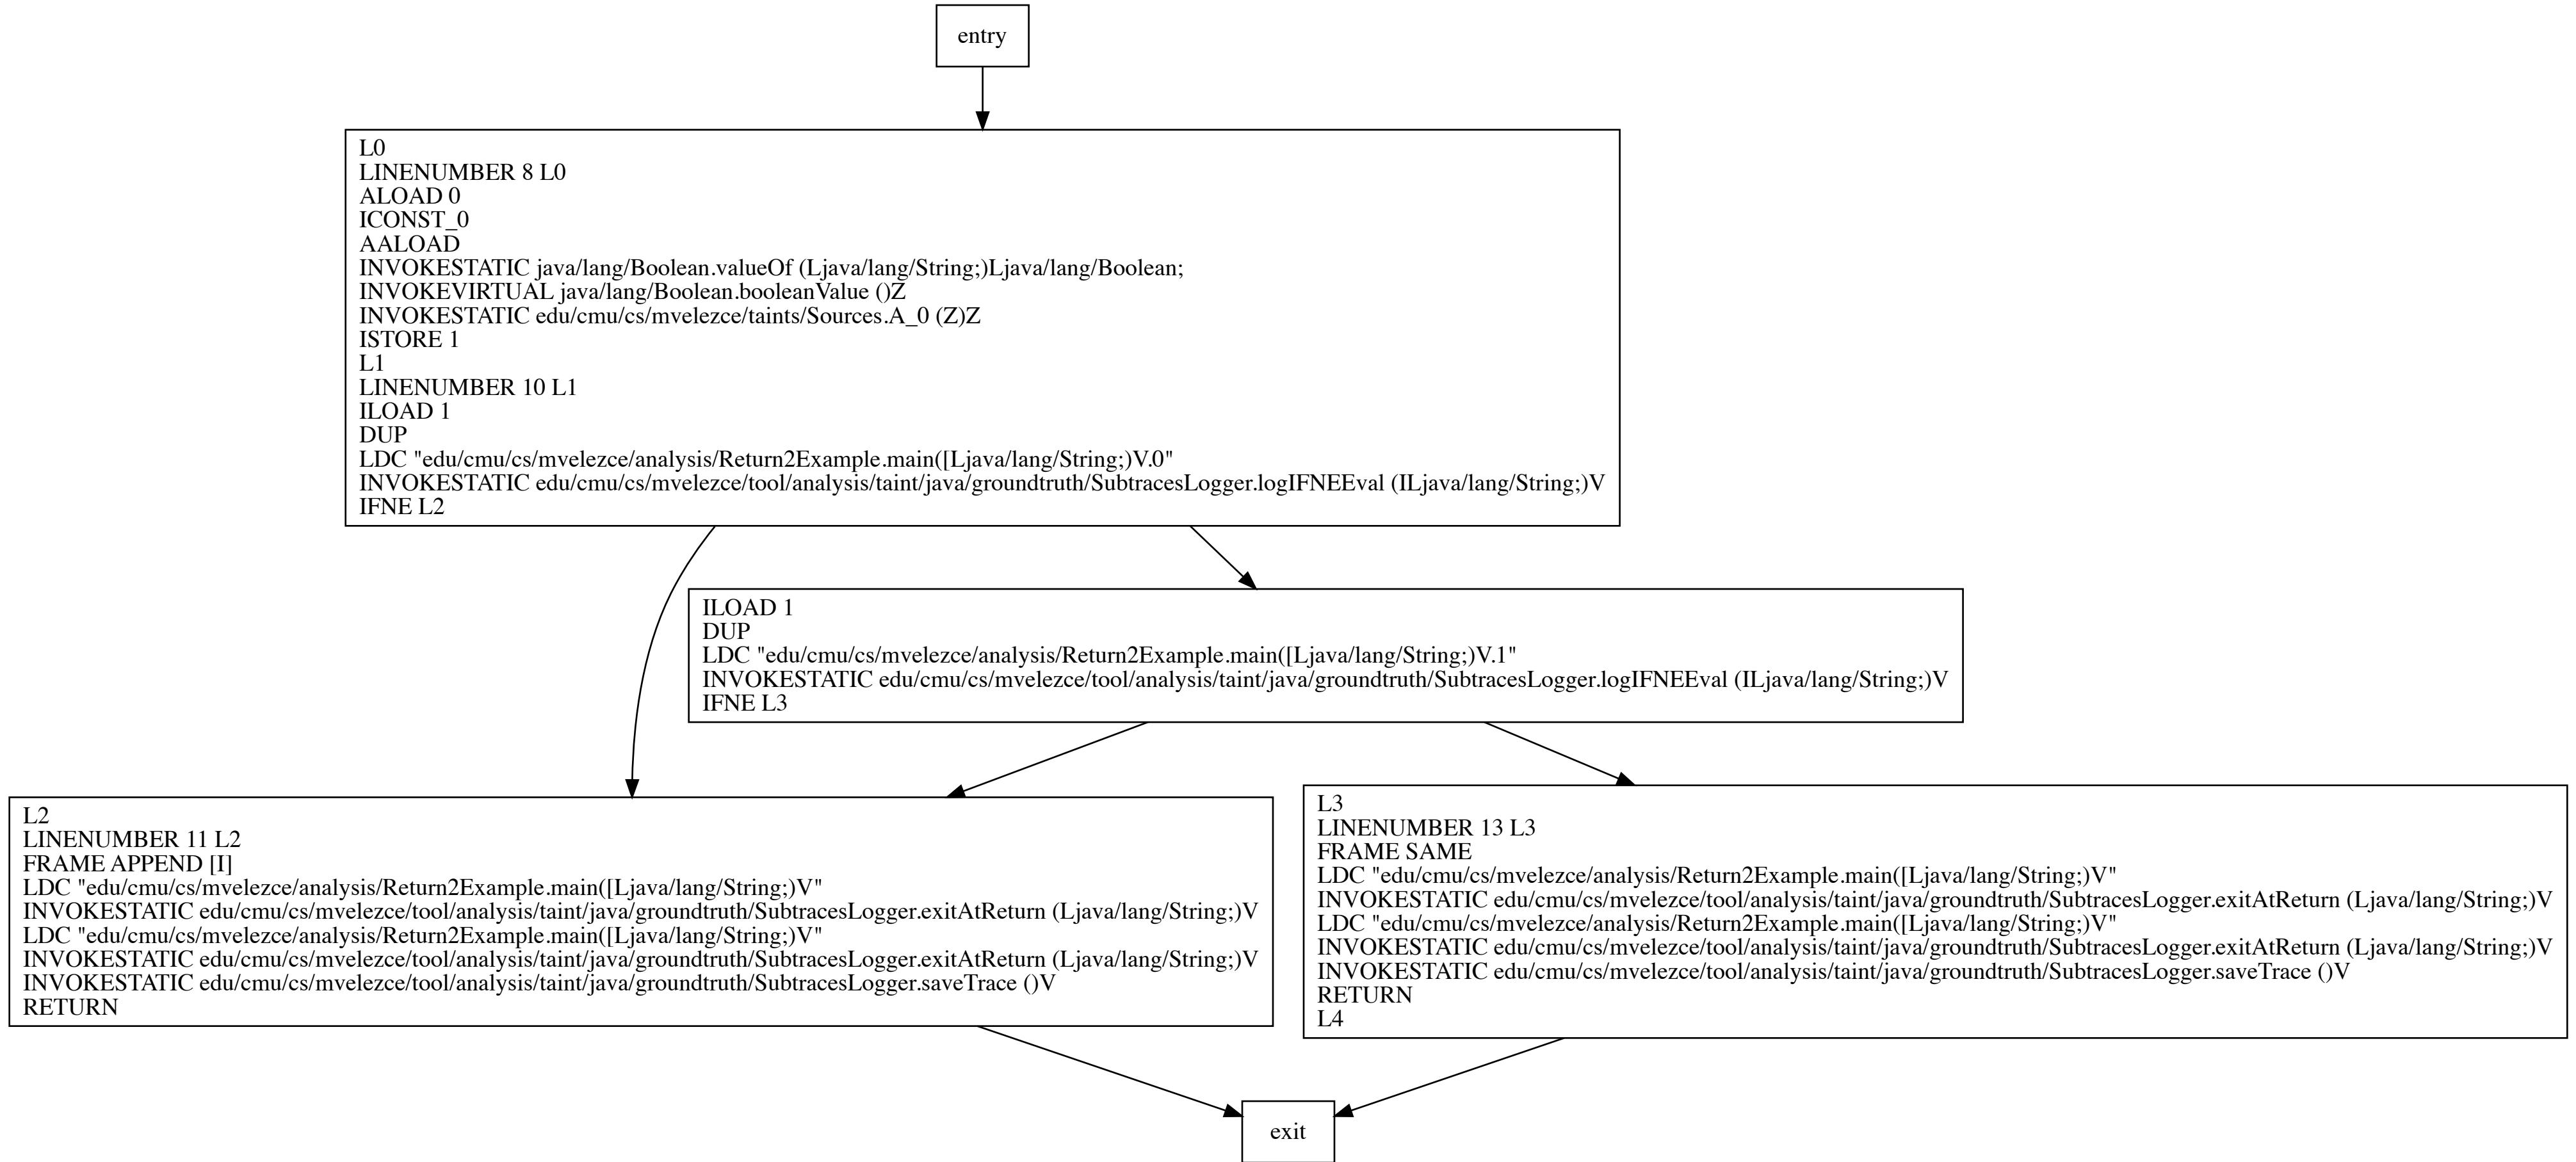 entry
L0
LINENUMBER 8 L0
ALOAD 0
ICONST_0
AALOAD
INVOKESTATIC java/lang/Boolean.valueOf (Ljava/lang/String;)Ljava/lang/Boolean;
INVOKEVIRTUAL java/lang/Boolean.booleanValue ()Z
INVOKESTATIC edu/cmu/cs/mvelezce/taints/Sources.A_0 (Z)Z
ISTORE 1
L1
LINENUMBER 10 L1
ILOAD 1
DUP
LDC "edu/cmu/cs/mvelezce/analysis/Return2Example.main([Ljava/lang/String;)V.0"
INVOKESTATIC edu/cmu/cs/mvelezce/tool/analysis/taint/java/groundtruth/SubtracesLogger.logIFNEEval (ILjava/lang/String;)V
IFNE L2
ILOAD 1
DUP
LDC "edu/cmu/cs/mvelezce/analysis/Return2Example.main([Ljava/lang/String;)V.1"
INVOKESTATIC edu/cmu/cs/mvelezce/tool/analysis/taint/java/groundtruth/SubtracesLogger.logIFNEEval (ILjava/lang/String;)V
IFNE L3
L2
LINENUMBER 11 L2
FRAME APPEND [I]
LDC "edu/cmu/cs/mvelezce/analysis/Return2Example.main([Ljava/lang/String;)V"
INVOKESTATIC edu/cmu/cs/mvelezce/tool/analysis/taint/java/groundtruth/SubtracesLogger.exitAtReturn (Ljava/lang/String;)V
LDC "edu/cmu/cs/mvelezce/analysis/Return2Example.main([Ljava/lang/String;)V"
INVOKESTATIC edu/cmu/cs/mvelezce/tool/analysis/taint/java/groundtruth/SubtracesLogger.exitAtReturn (Ljava/lang/String;)V
INVOKESTATIC edu/cmu/cs/mvelezce/tool/analysis/taint/java/groundtruth/SubtracesLogger.saveTrace ()V
RETURN
L3
LINENUMBER 13 L3
FRAME SAME
LDC "edu/cmu/cs/mvelezce/analysis/Return2Example.main([Ljava/lang/String;)V"
INVOKESTATIC edu/cmu/cs/mvelezce/tool/analysis/taint/java/groundtruth/SubtracesLogger.exitAtReturn (Ljava/lang/String;)V
LDC "edu/cmu/cs/mvelezce/analysis/Return2Example.main([Ljava/lang/String;)V"
INVOKESTATIC edu/cmu/cs/mvelezce/tool/analysis/taint/java/groundtruth/SubtracesLogger.exitAtReturn (Ljava/lang/String;)V
INVOKESTATIC edu/cmu/cs/mvelezce/tool/analysis/taint/java/groundtruth/SubtracesLogger.saveTrace ()V
RETURN
L4
exit